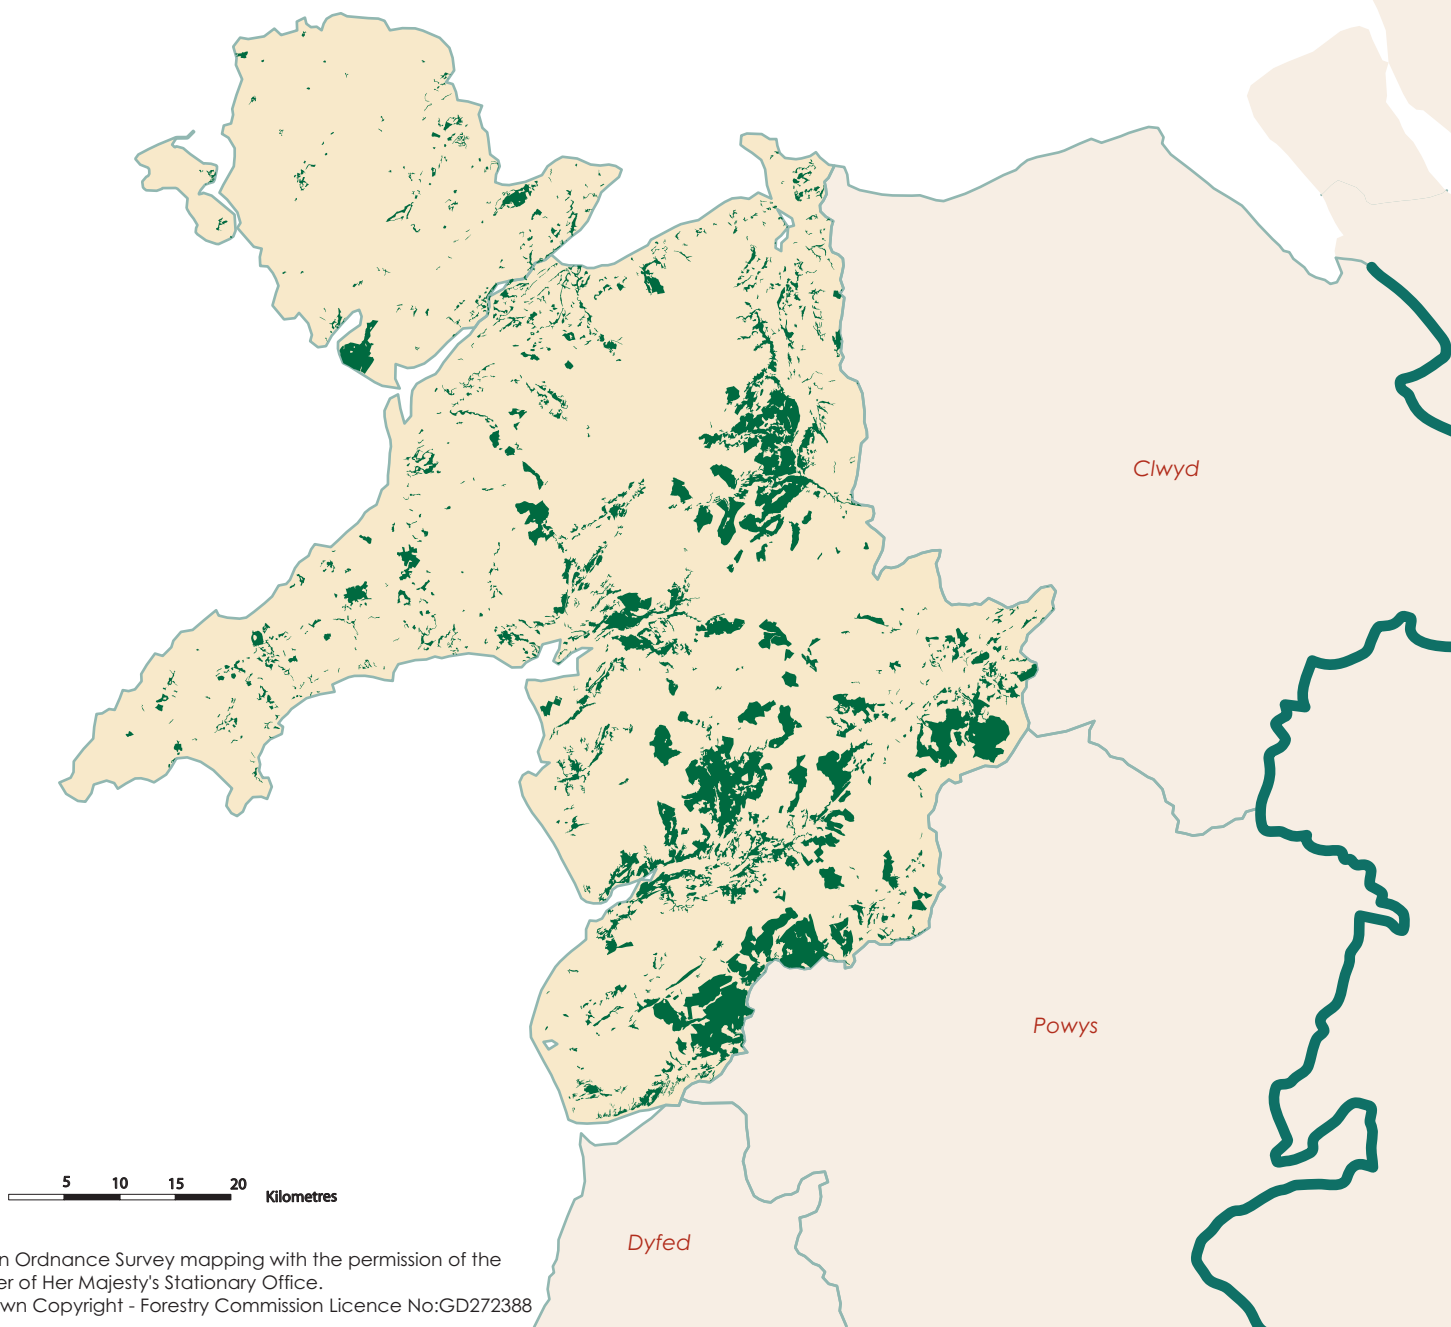 Clwyd
Powys
5 10 15 20 Kilometres
Dyfed
n Ordnance Survey mapping with the permission of the
er of Her Majesty's Stationary Office.
wn Copyright - Forestry Commission Licence No:GD272388